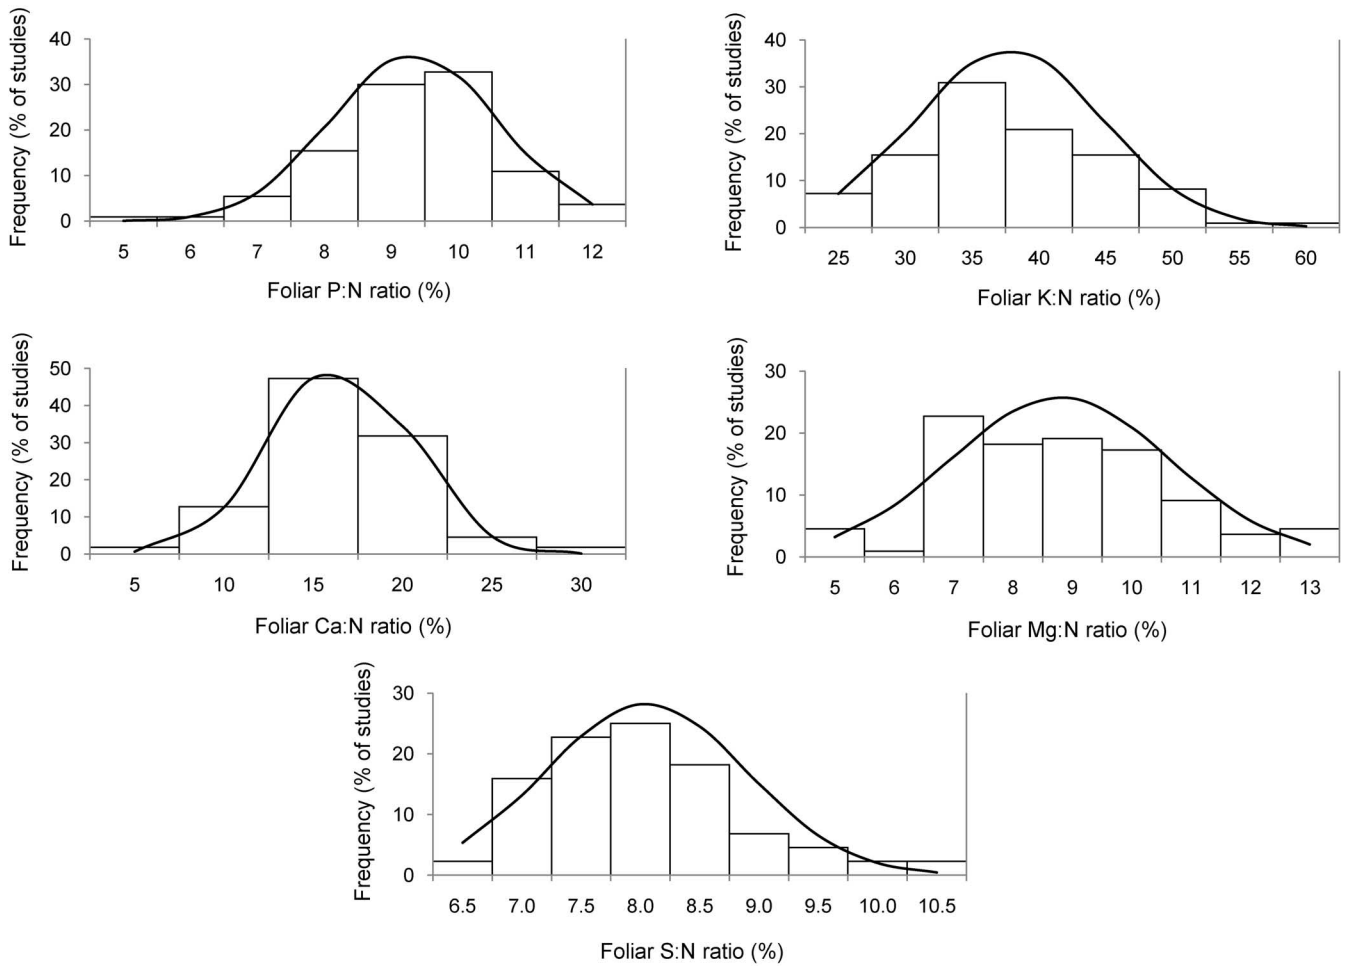 Frequency (% of studies)
40
30
20
10
0
5 6 7 8 9 10 11 12
Foliar P:N ratio (%)
Frequency (% of studies)
40
30
20
10
0
25 30 35 40 45 50 55 60
Foliar K:N ratio (%)
Frequency (% of studies)
50
40
30
20
10
0
5 10 15 20 25 30
Foliar Ca:N ratio (%)
Frequency (% of studies)
30
20
10
0
5 6 7 8 9 10 11 12 13
Foliar Mg:N ratio (%)
Frequency (% of studies)
30
20
10
0
6.5 7.0 7.5 8.0 8.5 9.0 9.5 10.0 10.5
Foliar S:N ratio (%)